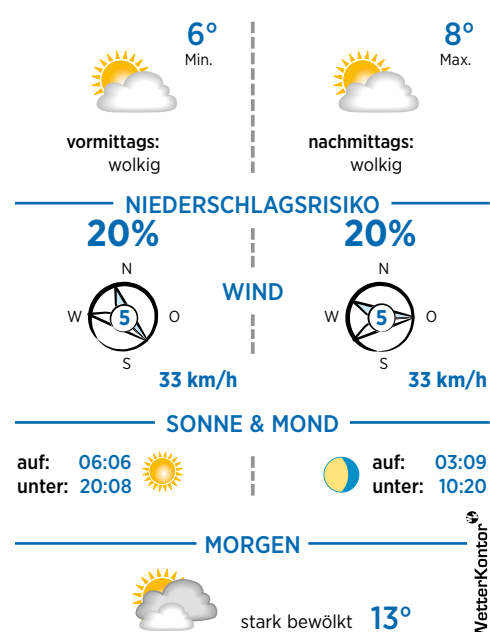 6° 8°
Min. Max.
vormittags: nachmittags:
wolkig wolkig
NIEDERSCHLAGSRISIKO
20% 20%
N N
WIND
W 5 O W 5 O
S S
33 km/h 33 km/h
SONNE & MOND
auf: 06:06 auf: 03:09
unter: 20:08 unter: 10:20
MORGEN
stark bewölkt 13°
WetterKontor